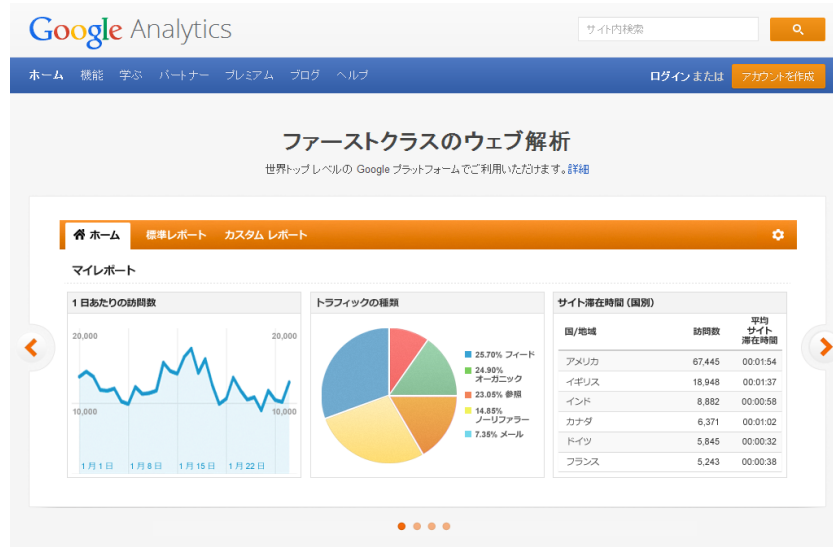 Google Analytics
サイト内検索
ホーム 機能 学ぶ パートナー プレミアム ブログ ヘルプ
ログイン または アカウントを作成
ファーストクラスのウェブ解析
世界トップ レベルの Google プラットフォームでご利用いただけます。詳細
ホーム 標準レポート カスタム レポート
マイレポート
1 日あたりの訪問数
20,000 20,000
10,000 10,000
1 月 1 日 1 月 8 日 1 月 15 日 1 月 22 日
トラフィックの種類
25.70% フィード
24.90%
オーガニック
23.05% 参照
14.85%
ノーリファラー
7.35% メール
サイト滞在時間 (国別)
国/地域 訪問数 平均
サイト
滞在時間
アメリカ 67,445 00:01:54
イギリス 18,948 00:01:37
インド 8,882 00:00:58
カナダ 6,371 00:01:02
ドイツ 5,845 00:00:32
フランス 5,243 00:00:38